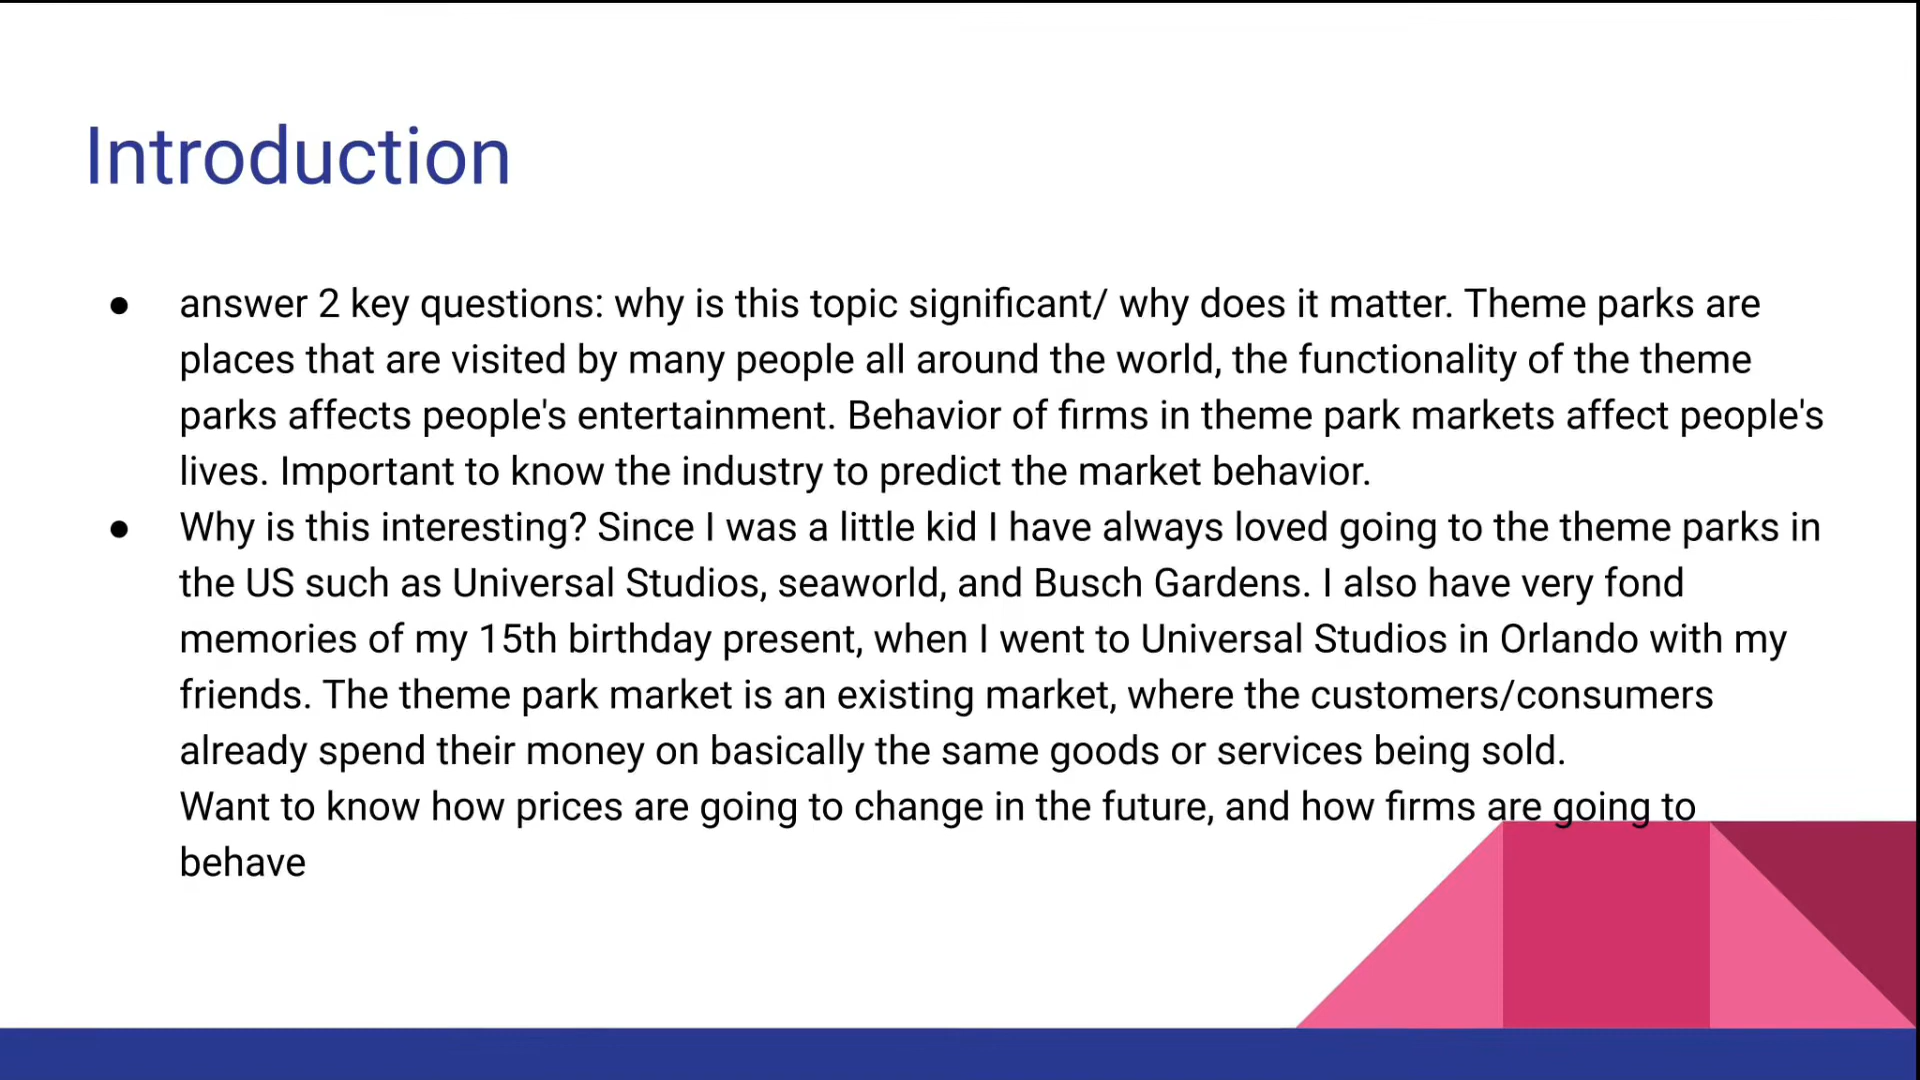 Introduction
● answer 2 key questions: why is this topic significant/ why does it matter. Theme parks are
places that are visited by many people all around the world, the functionality of the theme
parks affects people's entertainment. Behavior of firms in theme park markets affect people's
lives. Important to know the industry to predict the market behavior.
● Why is this interesting? Since I was a little kid I have always loved going to the theme parks in
the US such as Universal Studios, seaworld, and Busch Gardens. I also have very fond
memories of my 15th birthday present, when I went to Universal Studios in Orlando with my
friends. The theme park market is an existing market, where the customers/consumers
already spend their money on basically the same goods or services being sold.
Want to know how prices are going to change in the future, and how firms are going to
behave